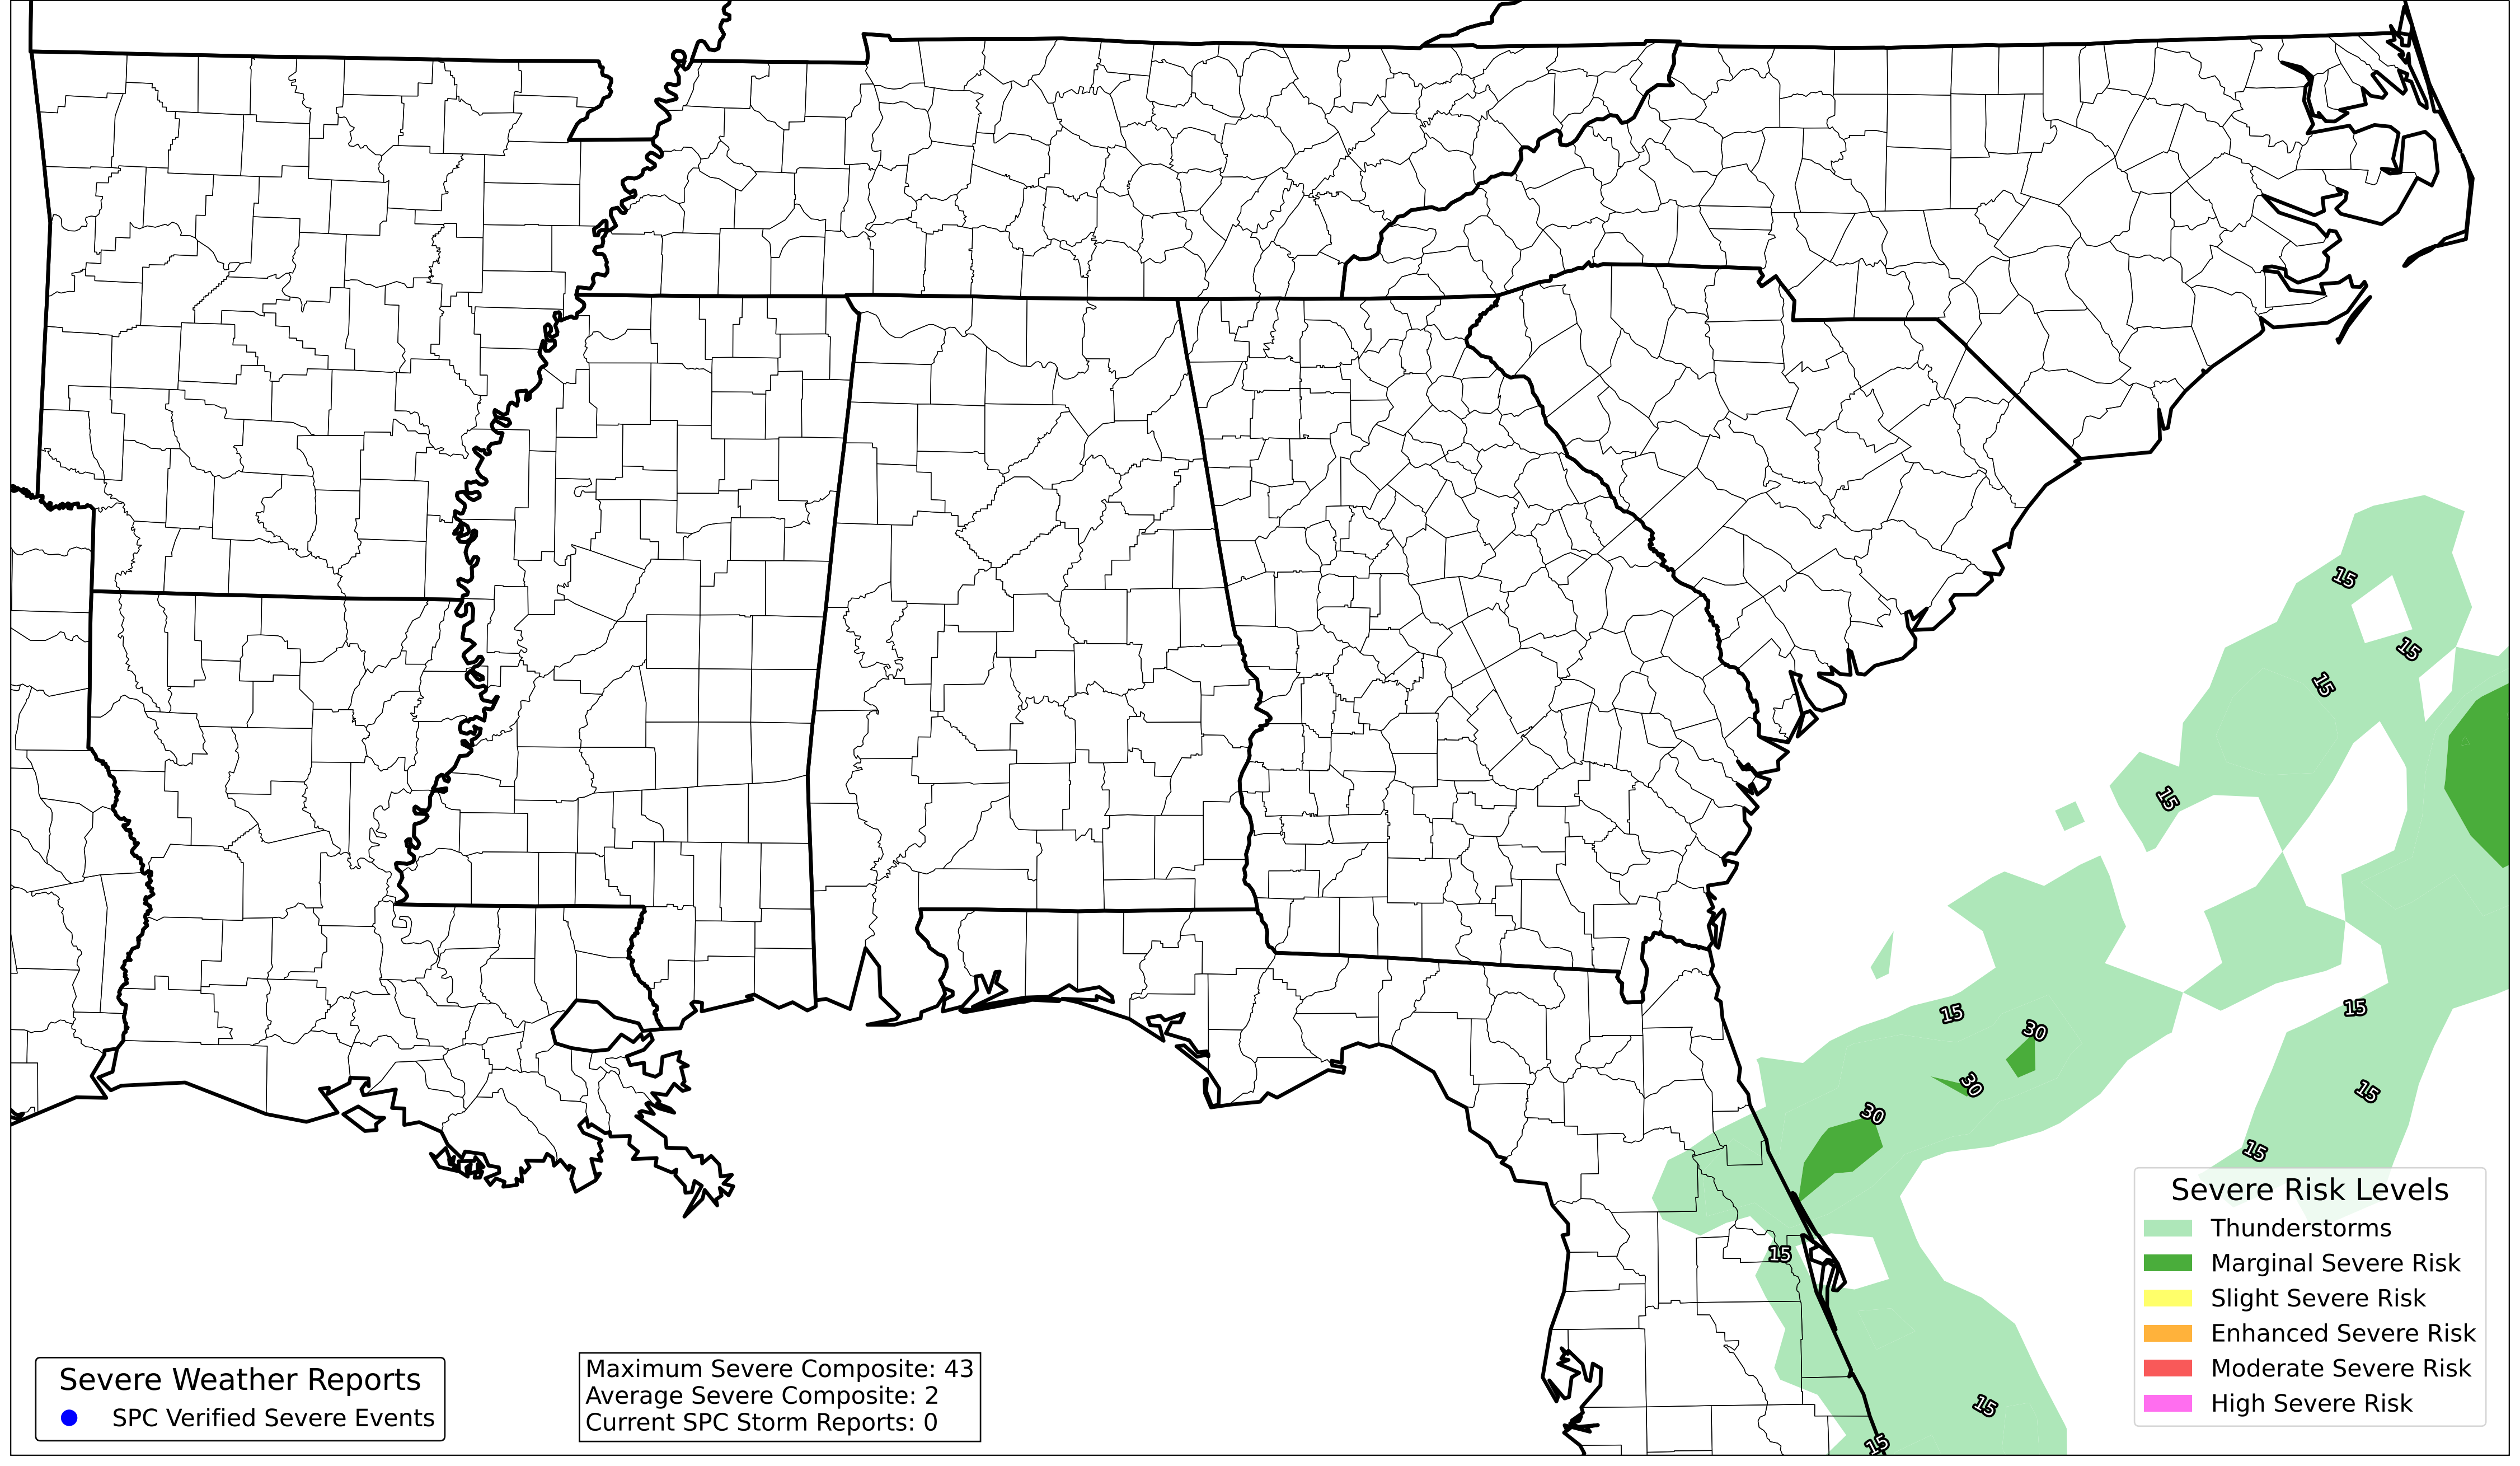 15
15
15
15
15
15
30
30
15
30
15
15
15
15
Severe Risk Levels
Thunderstorms
Marginal Severe Risk
Slight Severe Risk
Enhanced Severe Risk
Moderate Severe Risk
High Severe Risk
Severe Weather Reports
SPC Verified Severe Events
Maximum Severe Composite: 43
Average Severe Composite: 2
Current SPC Storm Reports: 0